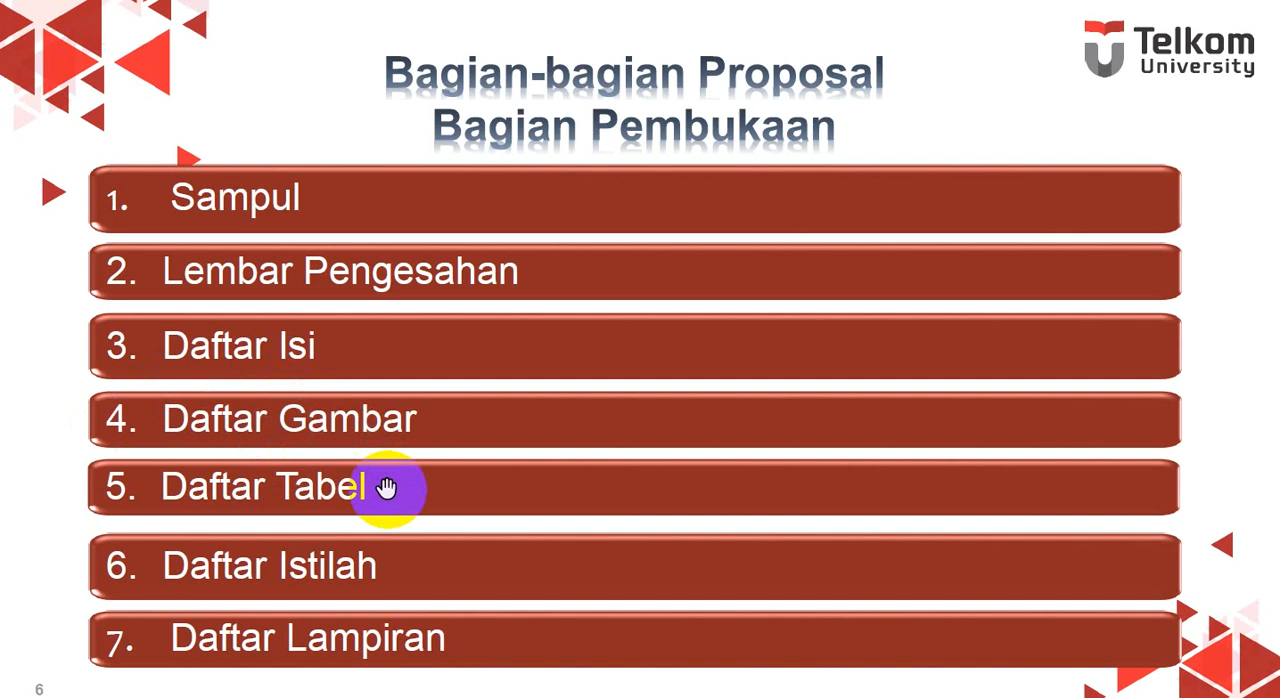 Telkom
University
Bagian-bagian Proposal
Bagian Pembukaan
1. Sampul
2. Lembar Pengesahan
3. Daftar Isi
4. Daftar Gambar
5. Daftar Tabel
6. Daftar Istilah
7. Daftar Lampiran
6